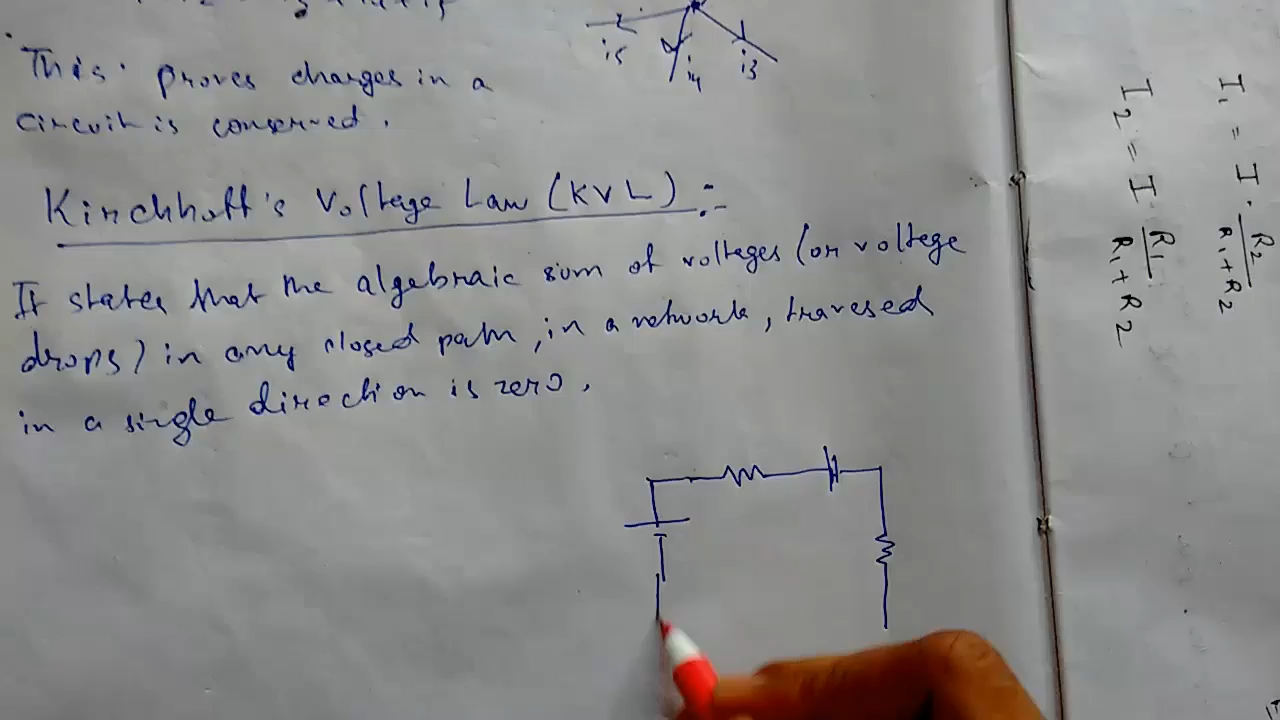 This proves charges in a
circuit is conserved.
i5
i4
i3
Kirchhoff's Voltage Law (KVL) :-
It states that the algebraic sum of voltages (or voltage
drops) in any closed path, in a network, travesed
in a single direction is zero.
I1 = I . R2 / R1 + R2
I2 = I . R1 / R1 + R2